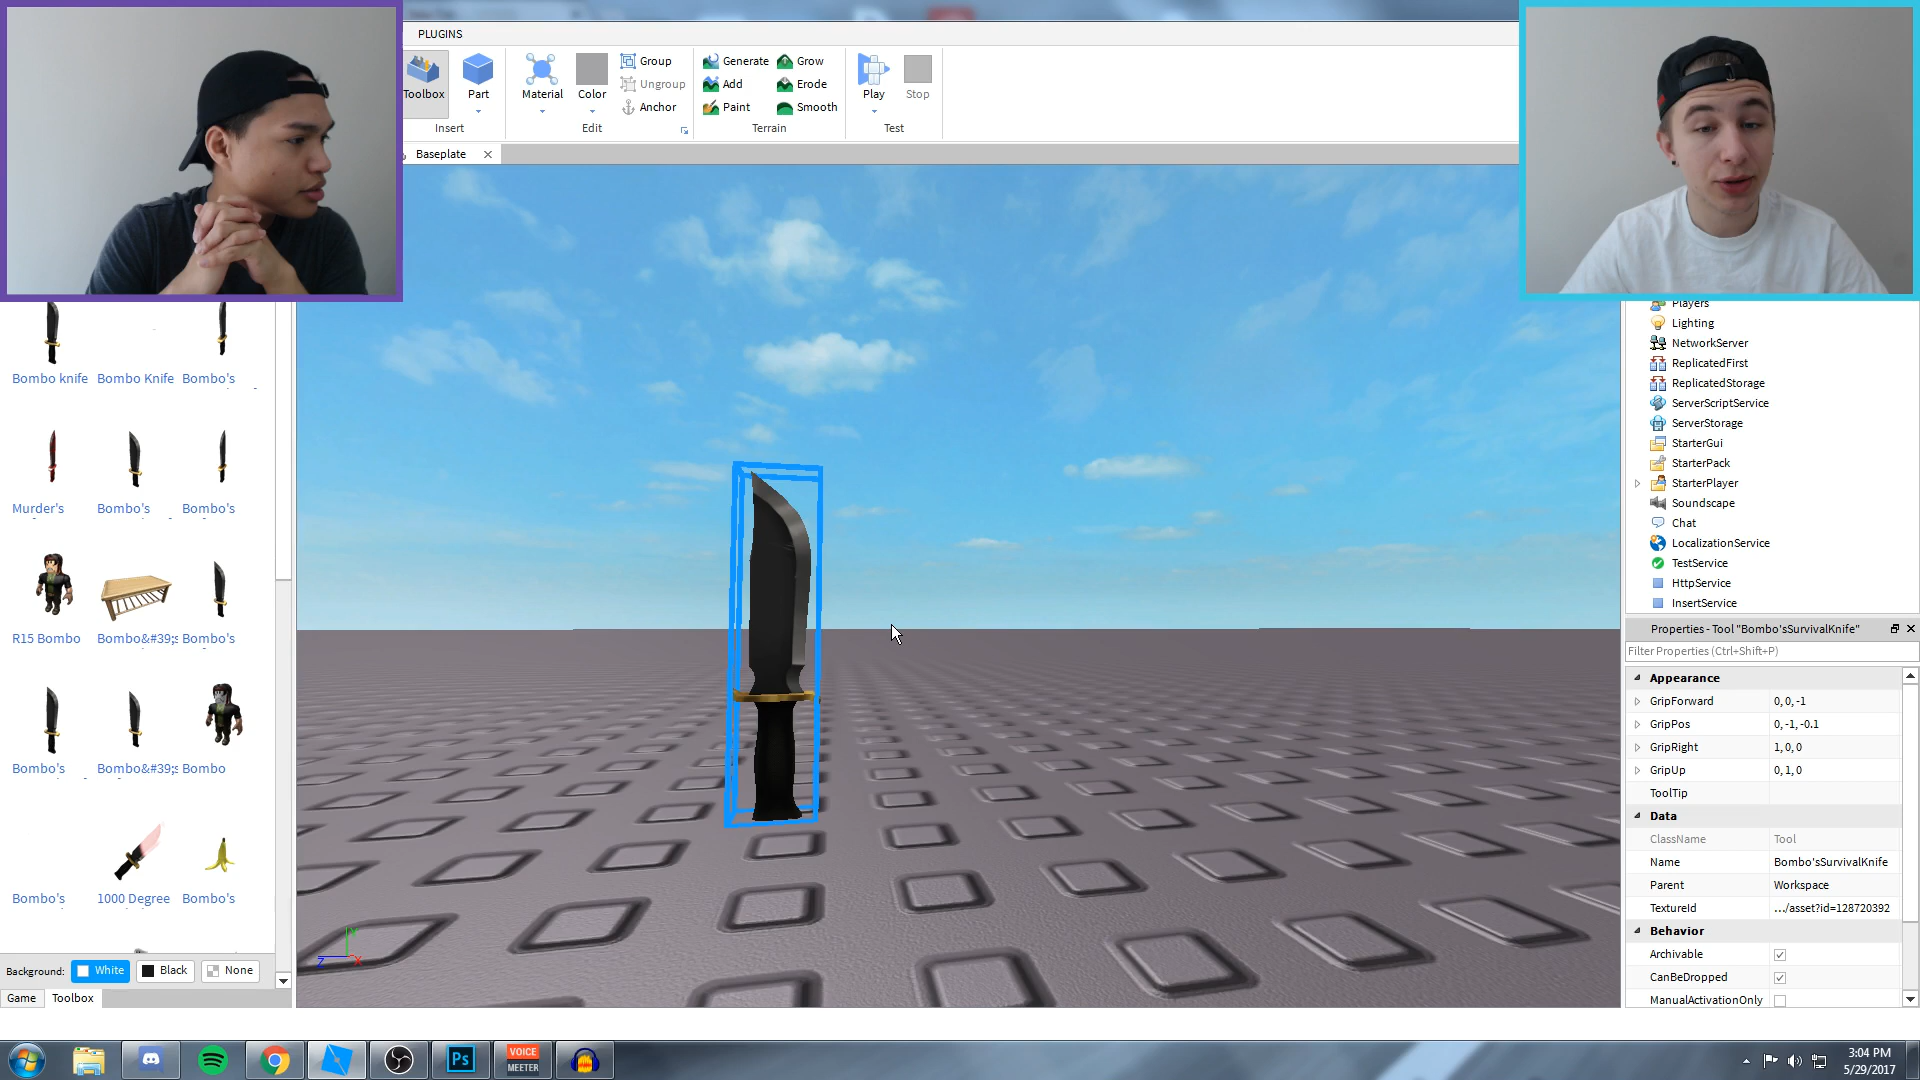 PLUGINS
Toolbox
Part
Insert
Material
Color
Group
Ungroup
Anchor
Edit
Generate
Grow
Add
Erode
Paint
Smooth
Terrain
Play
Stop
Test
Baseplate
Bombo knife
Bombo Knife
Bombo's
Murder's
Bombo's
Bombo's
R15 Bombo
Bombo&#39;s
Bombo's
Bombo's
Bombo&#39;s
Bombo
Bombo's
1000 Degree
Bombo's
Background:
White
Black
None
Game
Toolbox
Y
Z
X
Players
Lighting
NetworkServer
ReplicatedFirst
ReplicatedStorage
ServerScriptService
ServerStorage
StarterGui
StarterPack
StarterPlayer
Soundscape
Chat
LocalizationService
TestService
HttpService
InsertService
Properties - Tool "Bombo'sSurvivalKnife"
Filter Properties (Ctrl+Shift+P)
Appearance
GripForward 0, 0, -1
GripPos 0, -1, -0.1
GripRight 1, 0, 0
GripUp 0, 1, 0
ToolTip
Data
ClassName Tool
Name Bombo'sSurvivalKnife
Parent Workspace
TextureId .../asset?id=128720392
Behavior
Archivable
CanBeDropped
ManualActivationOnly
Ps
VOICE
MEETER
3:04 PM
5/29/2017